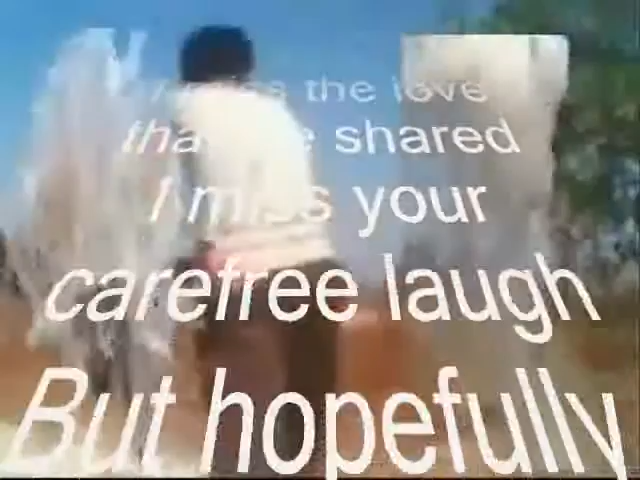 the love
shared
I miss your
carefree laugh
But hopefully